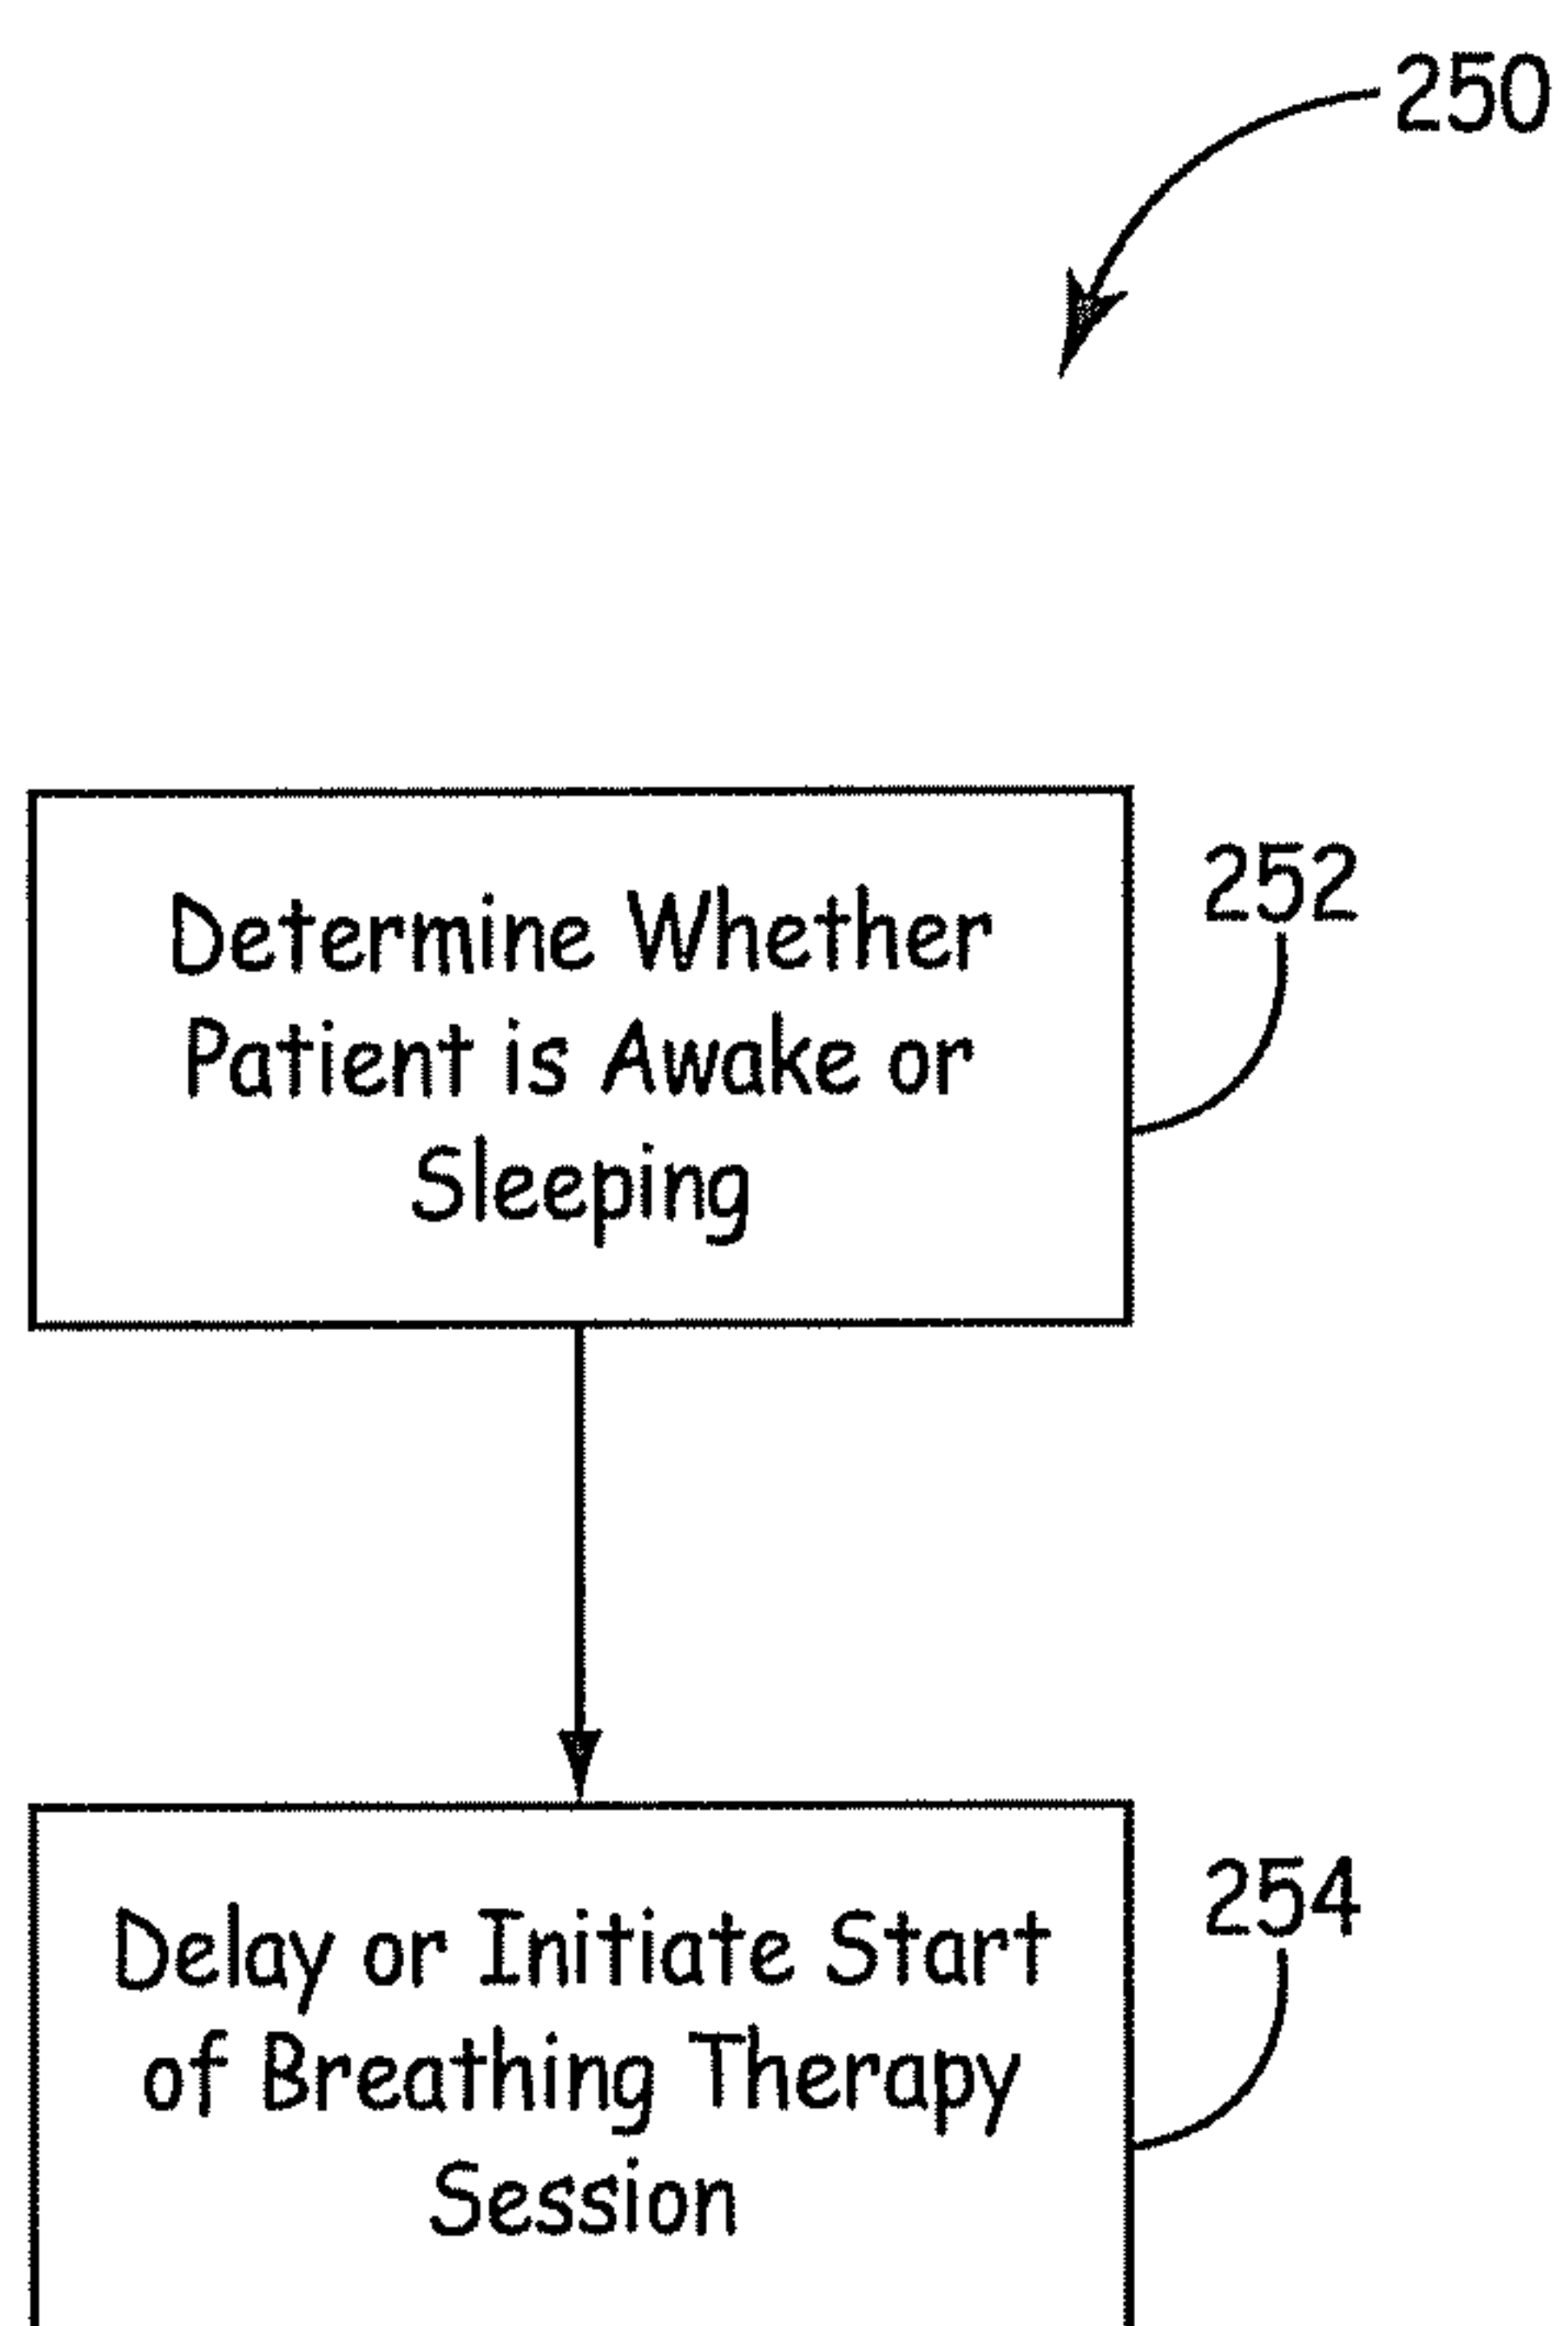 250
Determine Whether
Patient is Awake or
Sleeping
252
Delay or Initiate Start
of Breathing Therapy
Session
254